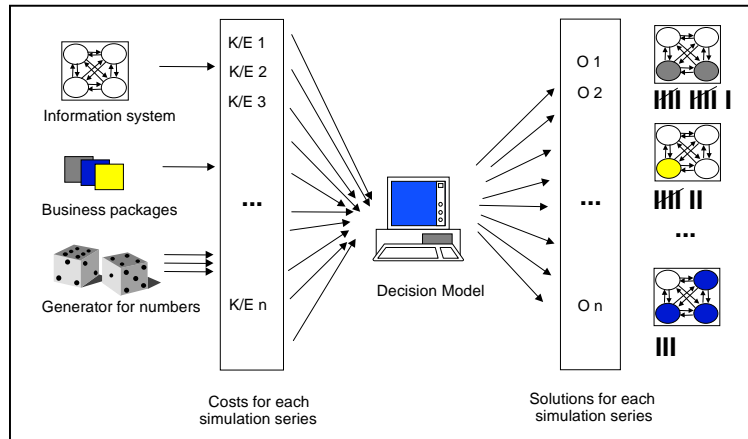 Information system
Business packages
Generator for numbers
K/E 1
K/E 2
K/E 3
...
K/E n
Costs for each
simulation series
Decision Model
O 1
O 2
...
O n
Solutions for each
simulation series
...